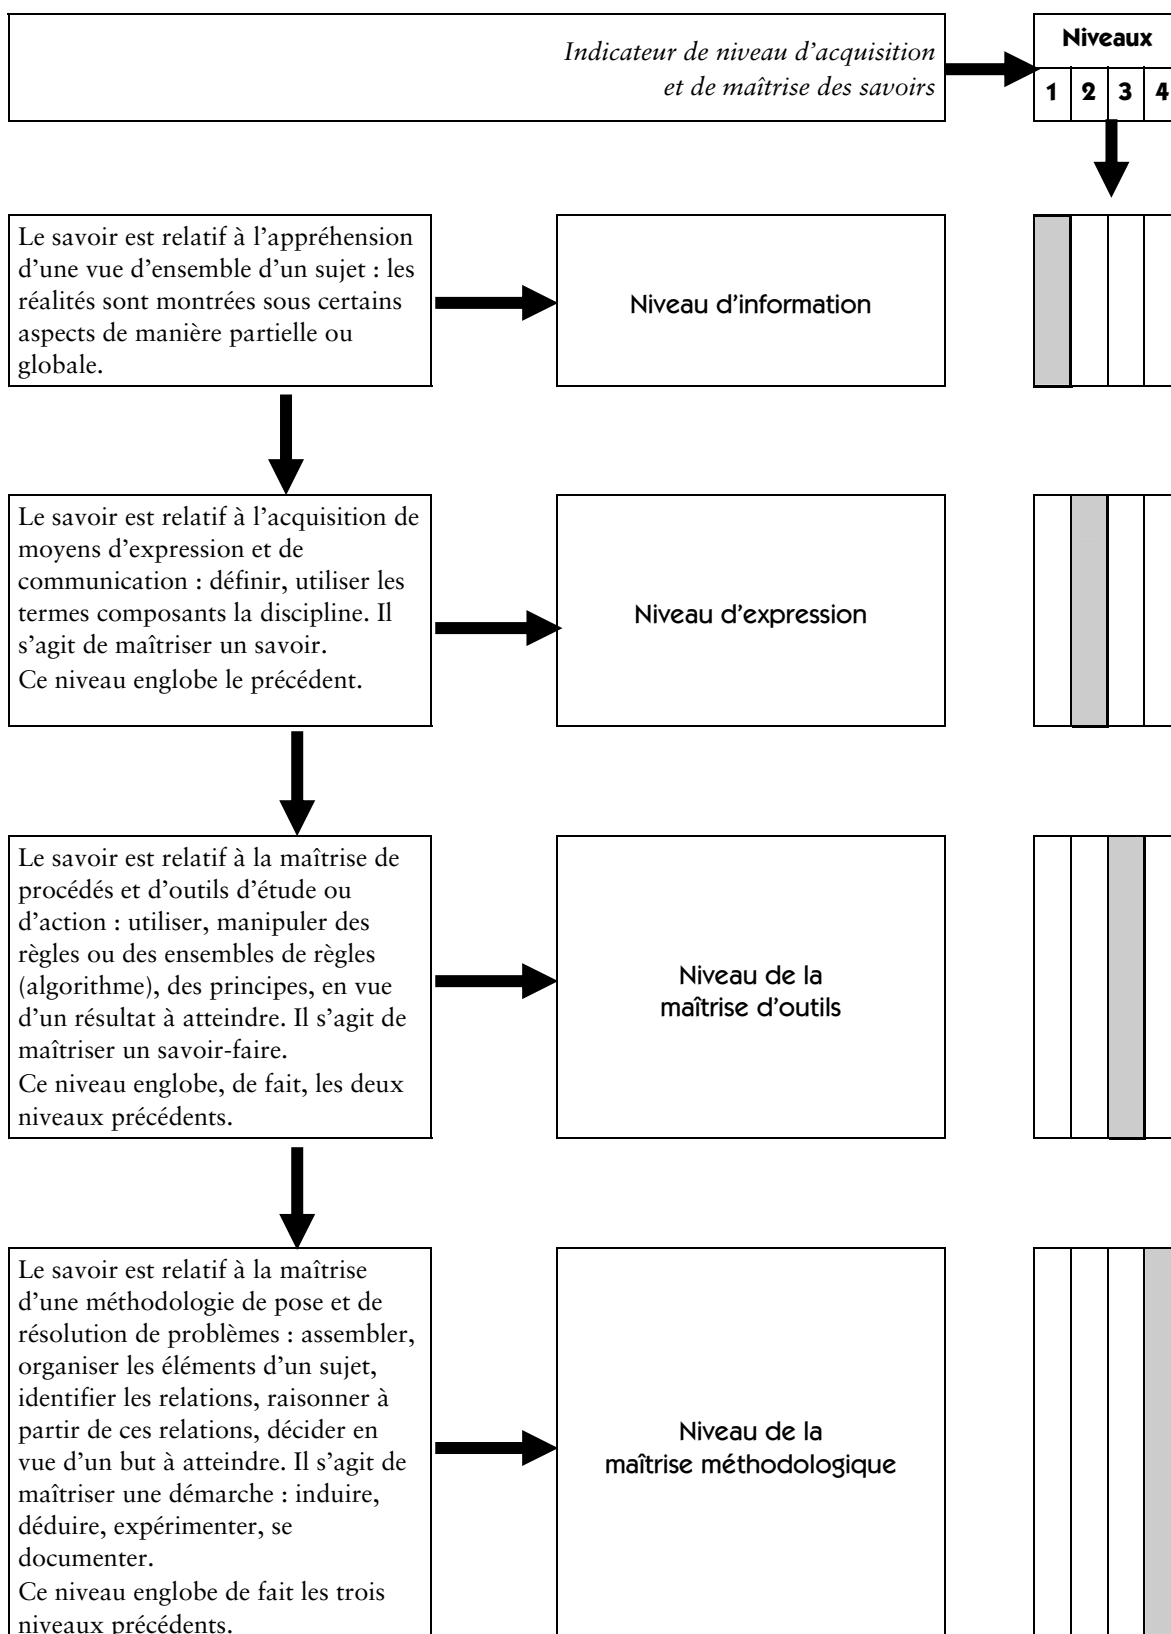 Indicateur de niveau d’acquisition
et de maîtrise des savoirs
Niveaux
1 2 3 4
Le savoir est relatif à l’appréhension
d’une vue d’ensemble d’un sujet : les
réalités sont montrées sous certains
aspects de manière partielle ou
globale.
Niveau d’information
Le savoir est relatif à l’acquisition de
moyens d’expression et de
communication : définir, utiliser les
termes composants la discipline. Il
s’agit de maîtriser un savoir.
Ce niveau englobe le précédent.
Niveau d’expression
Le savoir est relatif à la maîtrise de
procédés et d’outils d’étude ou
d’action : utiliser, manipuler des
règles ou des ensembles de règles
(algorithme), des principes, en vue
d’un résultat à atteindre. Il s’agit de
maîtriser un savoir-faire.
Ce niveau englobe, de fait, les deux
niveaux précédents.
Niveau de la
maîtrise d’outils
Le savoir est relatif à la maîtrise
d’une méthodologie de pose et de
résolution de problèmes : assembler,
organiser les éléments d’un sujet,
identifier les relations, raisonner à
partir de ces relations, décider en
vue d’un but à atteindre. Il s’agit de
maîtriser une démarche : induire,
déduire, expérimenter, se
documenter.
Ce niveau englobe de fait les trois
niveaux précédents.
Niveau de la
maîtrise méthodologique